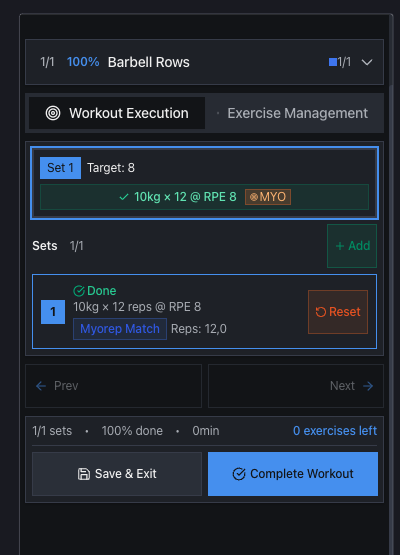 1/1 100% Barbell Rows 1/1
Workout Execution · Exercise Management
Set 1 Target: 8
10kg × 12 @ RPE 8 MYO
Sets 1/1 + Add
1
Done
10kg × 12 reps @ RPE 8
Myorep Match Reps: 12,0
Reset
Prev Next
1/1 sets • 100% done • 0min 0 exercises left
Save & Exit Complete Workout